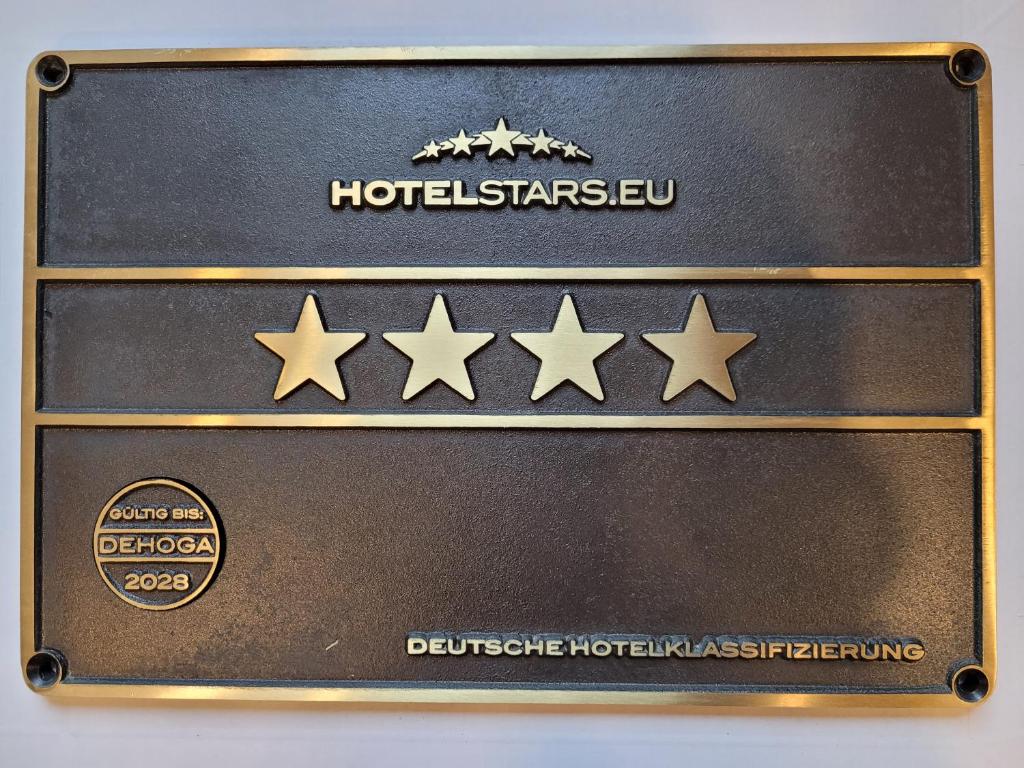 HOTELSTARS.EU
GÜLTIG BIS:
DEHOGA
2028
DEUTSCHE HOTELKLASSIFIZIERUNG